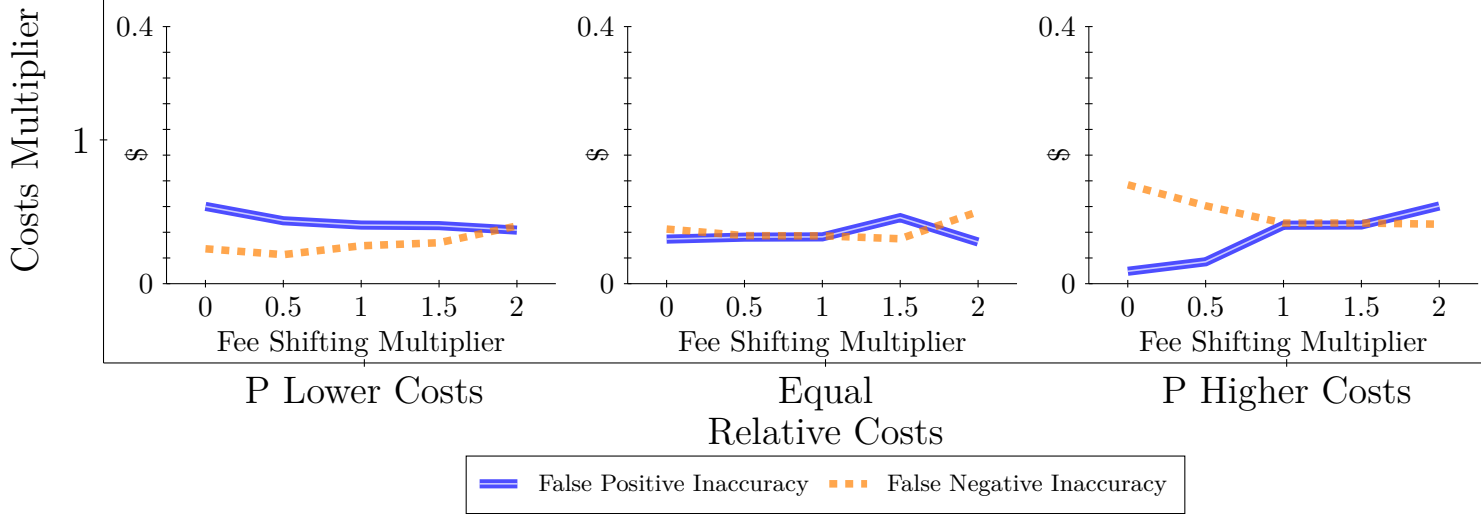 Costs Multiplier
1
0.4
$
0
0 0.5 1 1.5 2
Fee Shifting Multiplier
0.4
$
0
0 0.5 1 1.5 2
Fee Shifting Multiplier
0.4
$
0
0 0.5 1 1.5 2
Fee Shifting Multiplier
P Lower Costs
Equal
P Higher Costs
Relative Costs
False Positive Inaccuracy
False Negative Inaccuracy